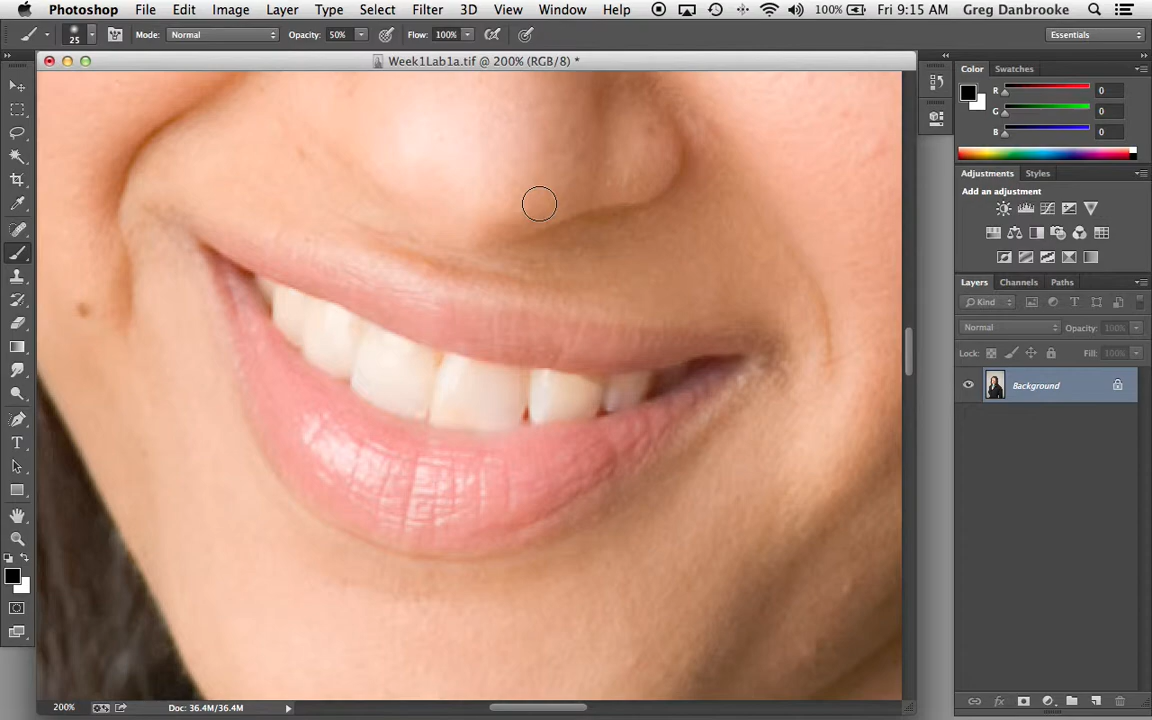 Photoshop File Edit Image Layer Type Select Filter 3D View Window Help 100% Fri 9:15 AM Greg Danbrooke
25 Mode: Normal Opacity: 50% Flow: 100% Essentials
Week1Lab1a.tif @ 200% (RGB/8) *
Color Swatches
R 0
G 0
B 0
Adjustments Styles
Add an adjustment
Layers Channels Paths
Kind
Normal Opacity: 100%
Lock: Fill: 100%
Background
200% Doc: 36.4M/36.4M